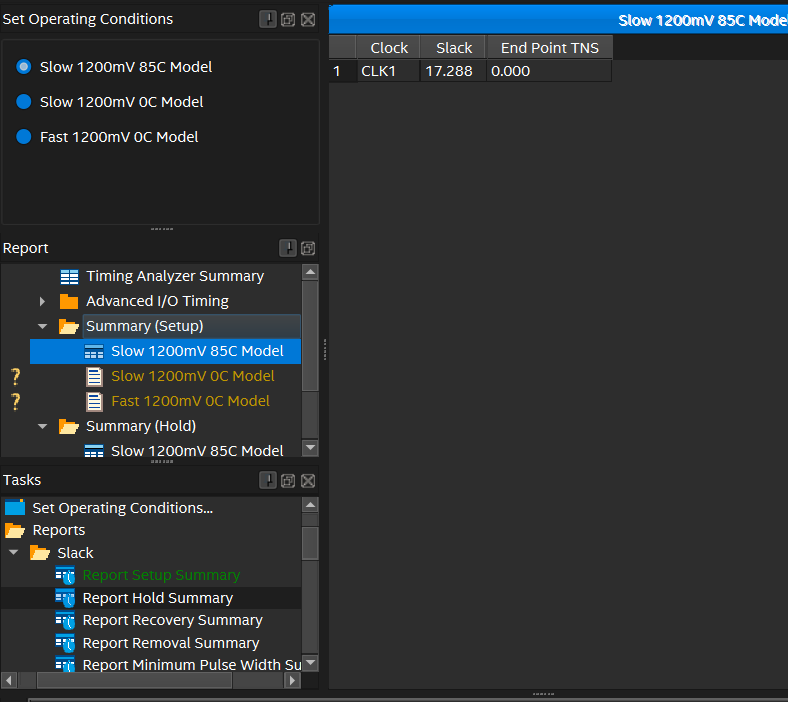 Set Operating Conditions
Slow 1200mV 85C Model
Slow 1200mV 0C Model
Fast 1200mV 0C Model
Report
Timing Analyzer Summary
Advanced I/O Timing
Summary (Setup)
Slow 1200mV 85C Model
? Slow 1200mV 0C Model
? Fast 1200mV 0C Model
Summary (Hold)
Slow 1200mV 85C Model
Tasks
Set Operating Conditions...
Reports
Slack
Report Setup Summary
Report Hold Summary
Report Recovery Summary
Report Removal Summary
Report Minimum Pulse Width Su
Slow 1200mV 85C Mode
Clock Slack End Point TNS
1 CLK1 17.288 0.000